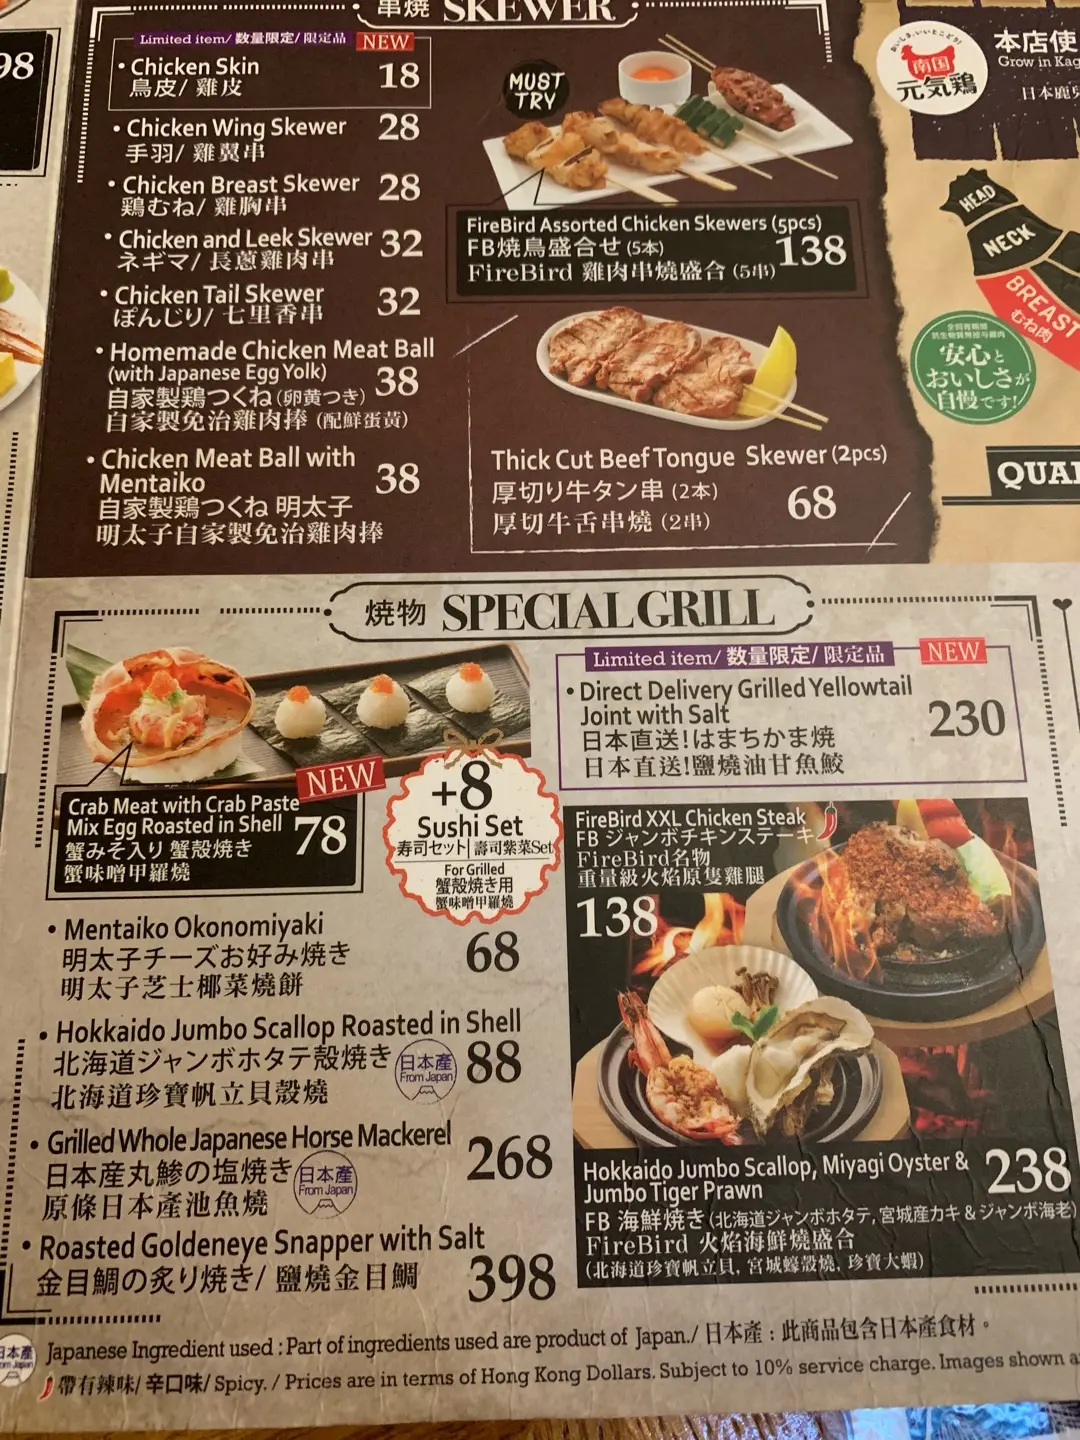 98
串燒 SKEWER
Limited item/ 数量限定/ 限定品 NEW
• Chicken Skin 18
鳥皮/ 雞皮
• Chicken Wing Skewer 28
手羽/ 雞翼串
• Chicken Breast Skewer 28
鶏むね/ 雞胸串
• Chicken and Leek Skewer 32
ネギマ/ 長蔥雞肉串
• Chicken Tail Skewer 32
ぽんじり/ 七里香串
• Homemade Chicken Meat Ball
(with Japanese Egg Yolk) 38
自家製鶏つくね(卵黄つき)
自家製免治雞肉捧 (配鮮蛋黃)
• Chicken Meat Ball with
Mentaiko 38
自家製鶏つくね 明太子
明太子自家製免治雞肉捧
MUST
TRY
FireBird Assorted Chicken Skewers (5pcs)
FB焼鳥盛合せ (5本) 138
FireBird 雞肉串燒盛合 (5串)
Thick Cut Beef Tongue Skewer (2pcs)
厚切り牛タン串 (2本) 68
厚切牛舌串燒 (2串)
おいしさ、いいとこどり!
南国
元気鶏
本店使
Grow in Kag
日本鹿兒
HEAD
NECK
BREAST
むね肉
安心と
おいしさが
自慢です!
QUAL
焼物 SPECIAL GRILL
NEW
Crab Meat with Crab Paste
Mix Egg Roasted in Shell 78
蟹みそ入り 蟹殻焼き
蟹味噌甲羅燒
+8
Sushi Set
寿司セット|壽司紫菜Set
For Grilled
蟹殻焼き用
蟹味噌甲羅燒
• Mentaiko Okonomiyaki
明太子チーズお好み焼き 68
明太子芝士椰菜燒餅
• Hokkaido Jumbo Scallop Roasted in Shell
北海道ジャンボホタテ殻焼き 日本產 From Japan 88
北海道珍寶帆立貝殼燒
• Grilled Whole Japanese Horse Mackerel
日本産丸鯵の塩焼き 日本產 From Japan 268
原條日本產池魚燒
• Roasted Goldeneye Snapper with Salt
金目鯛の炙り焼き/ 鹽燒金目鯛 398
Limited item/ 数量限定/ 限定品 NEW
• Direct Delivery Grilled Yellowtail
Joint with Salt 230
日本直送!はまちかま焼
日本直送!鹽燒油甘魚鮫
FireBird XXL Chicken Steak
FB ジャンボチキンステーキ
FireBird名物
重量級火焰原隻雞腿
138
Hokkaido Jumbo Scallop, Miyagi Oyster & 238
Jumbo Tiger Prawn
FB 海鮮焼き (北海道ジャンボホタテ, 宮城産カキ & ジャンボ海老)
FireBird 火焰海鮮燒盛合
(北海道珍寶帆立貝, 宮城蠔殼燒, 珍寶大蝦)
日本產 From Japan Japanese Ingredient used : Part of ingredients used are product of Japan./ 日本產：此商品包含日本產食材。
帶有辣味/ 辛口味/ Spicy. / Prices are in terms of Hong Kong Dollars. Subject to 10% service charge. Images shown a